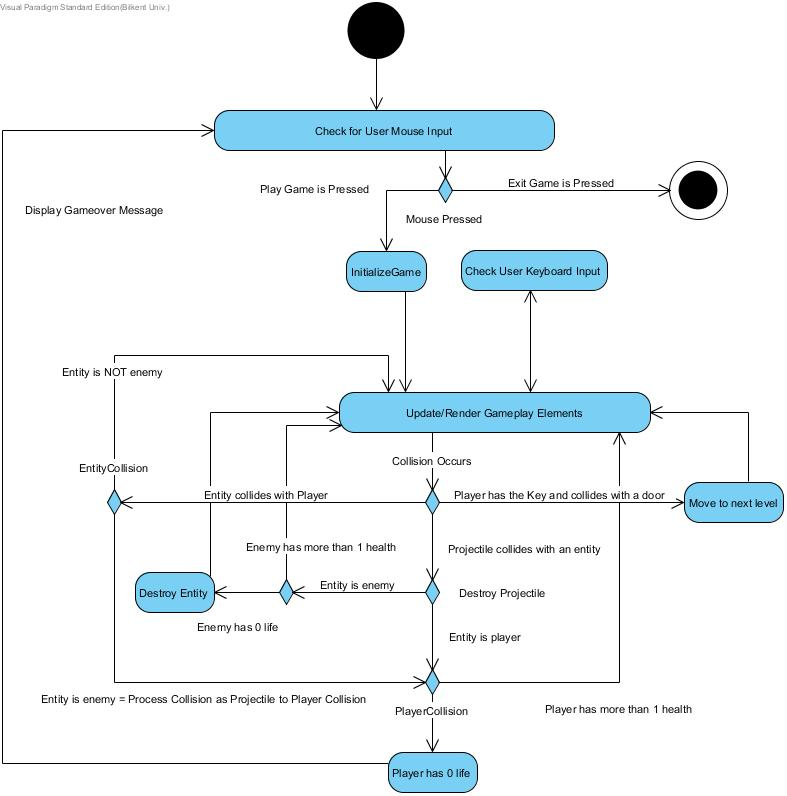 Visual Paradigm Standard Edition(Bilkent Univ.)
Check for User Mouse Input
Play Game is Pressed
Exit Game is Pressed
Display Gameover Message
Mouse Pressed
InitializeGame
Check User Keyboard Input
Entity is NOT enemy
Update/Render Gameplay Elements
Collision Occurs
EntityCollision
Entity collides with Player
Player has the Key and collides with a door
Move to next level
Enemy has more than 1 health
Projectile collides with an entity
Entity is enemy
Destroy Entity
Destroy Projectile
Enemy has 0 life
Entity is player
Entity is enemy = Process Collision as Projectile to Player Collision
PlayerCollision
Player has more than 1 health
Player has 0 life